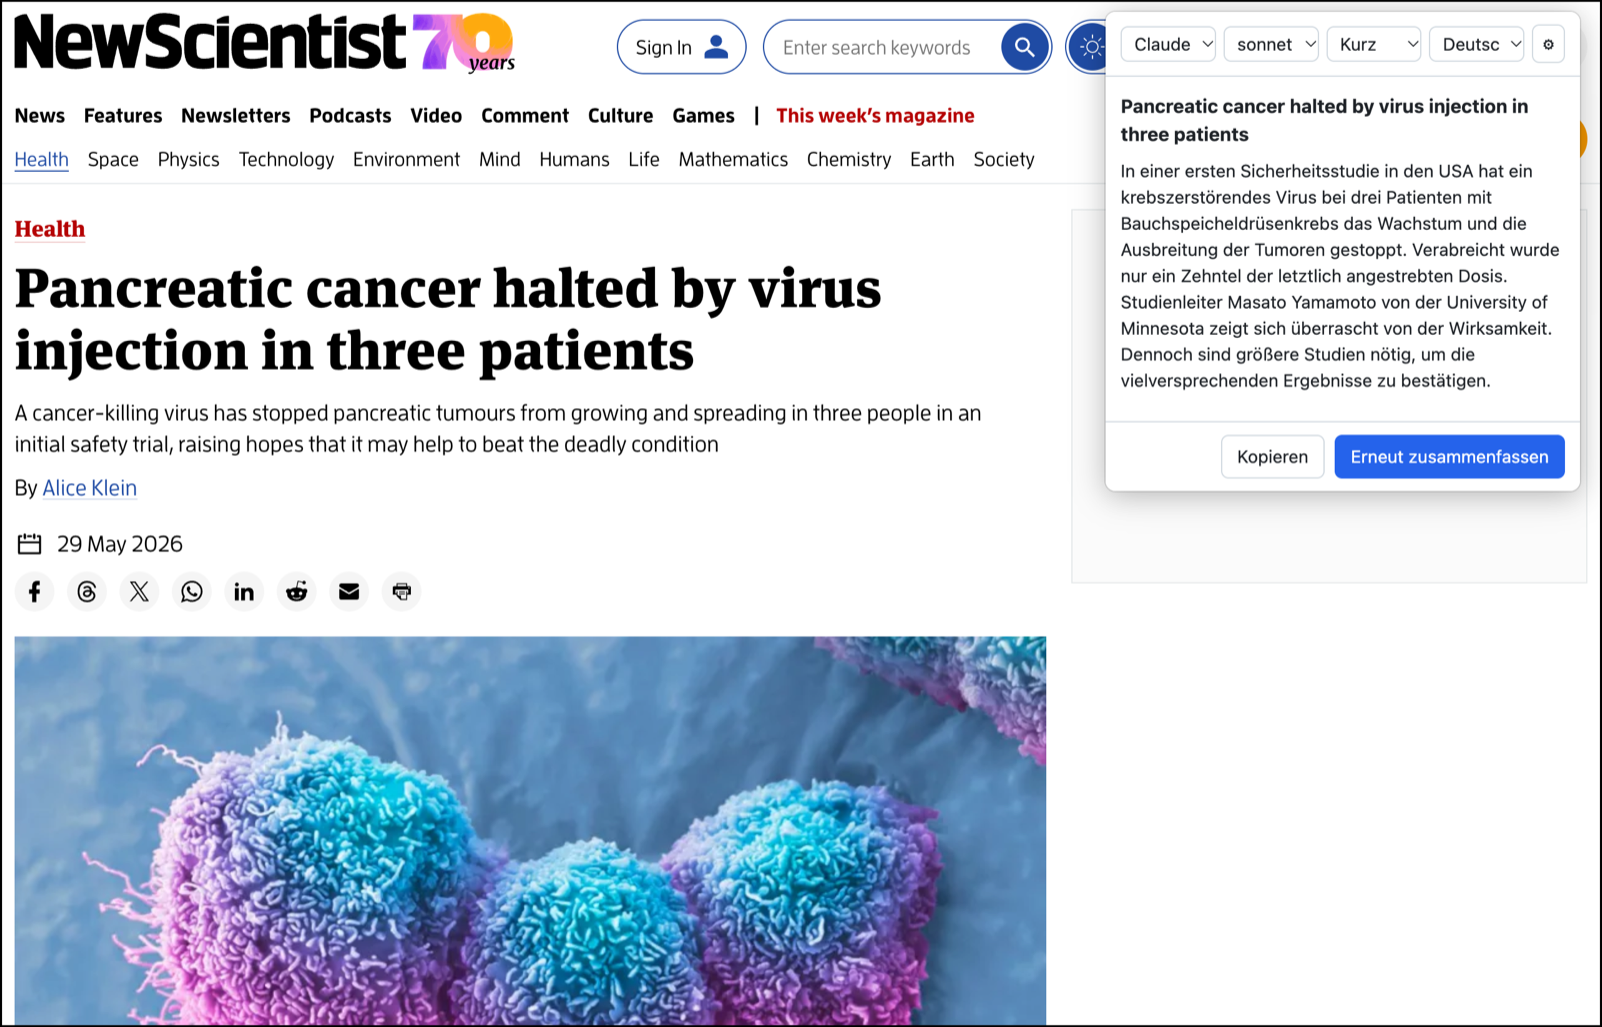 NewScientist 70 years
Sign In
Enter search keywords
News Features Newsletters Podcasts Video Comment Culture Games | This week's magazine
Health Space Physics Technology Environment Mind Humans Life Mathematics Chemistry Earth Society
Health
Pancreatic cancer halted by virus
injection in three patients
A cancer-killing virus has stopped pancreatic tumours from growing and spreading in three people in an
initial safety trial, raising hopes that it may help to beat the deadly condition
By Alice Klein
29 May 2026
Claude sonnet Kurz Deutsc
Pancreatic cancer halted by virus injection in
three patients
In einer ersten Sicherheitsstudie in den USA hat ein
krebszerstörendes Virus bei drei Patienten mit
Bauchspeicheldrüsenkrebs das Wachstum und die
Ausbreitung der Tumoren gestoppt. Verabreicht wurde
nur ein Zehntel der letztlich angestrebten Dosis.
Studienleiter Masato Yamamoto von der University of
Minnesota zeigt sich überrascht von der Wirksamkeit.
Dennoch sind größere Studien nötig, um die
vielversprechenden Ergebnisse zu bestätigen.
Kopieren Erneut zusammenfassen